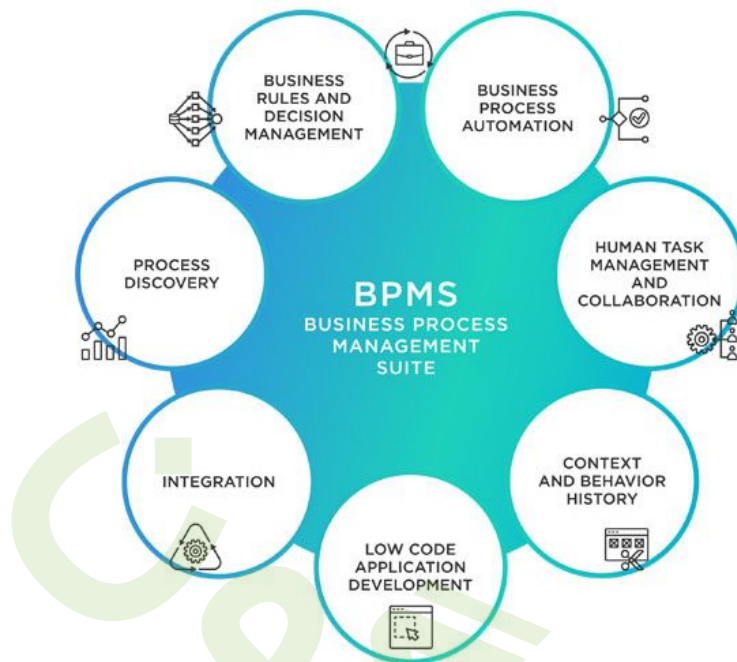 BUSINESS
RULES AND
DECISION
MANAGEMENT
BUSINESS
PROCESS
AUTOMATION
PROCESS
DISCOVERY
HUMAN TASK
MANAGEMENT
AND
COLLABORATION
BPMS
BUSINESS PROCESS
MANAGEMENT
SUITE
INTEGRATION
CONTEXT
AND BEHAVIOR
HISTORY
LOW CODE
APPLICATION
DEVELOPMENT